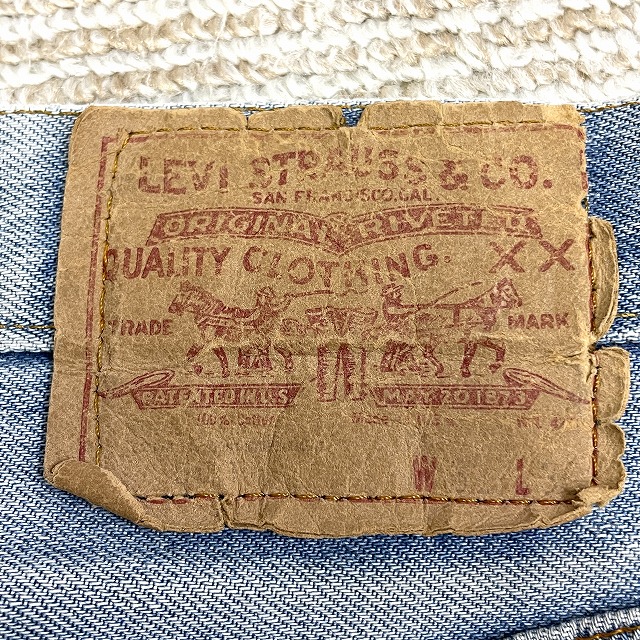 LEVI STRAUSS & CO.
SAN FRANCISCO, CAL.
ORIGINAL RIVETED
QUALITY CLOTHING. XX
TRADE MARK
PATENTED IN U.S. MAY 20 1873
W L